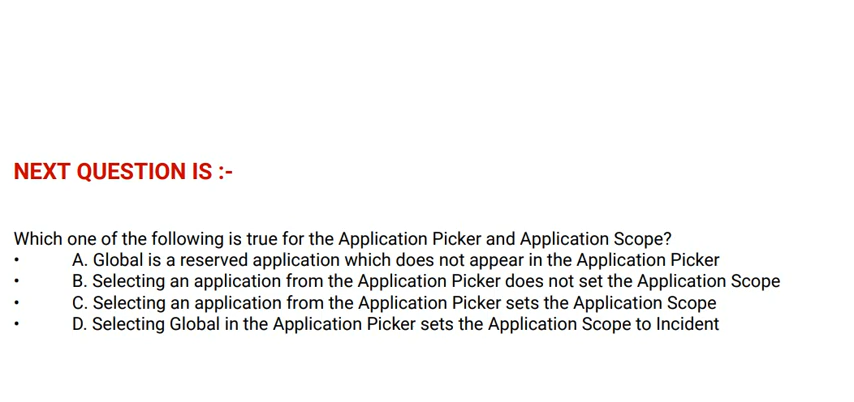 NEXT QUESTION IS :-
Which one of the following is true for the Application Picker and Application Scope?
• A. Global is a reserved application which does not appear in the Application Picker
• B. Selecting an application from the Application Picker does not set the Application Scope
• C. Selecting an application from the Application Picker sets the Application Scope
• D. Selecting Global in the Application Picker sets the Application Scope to Incident